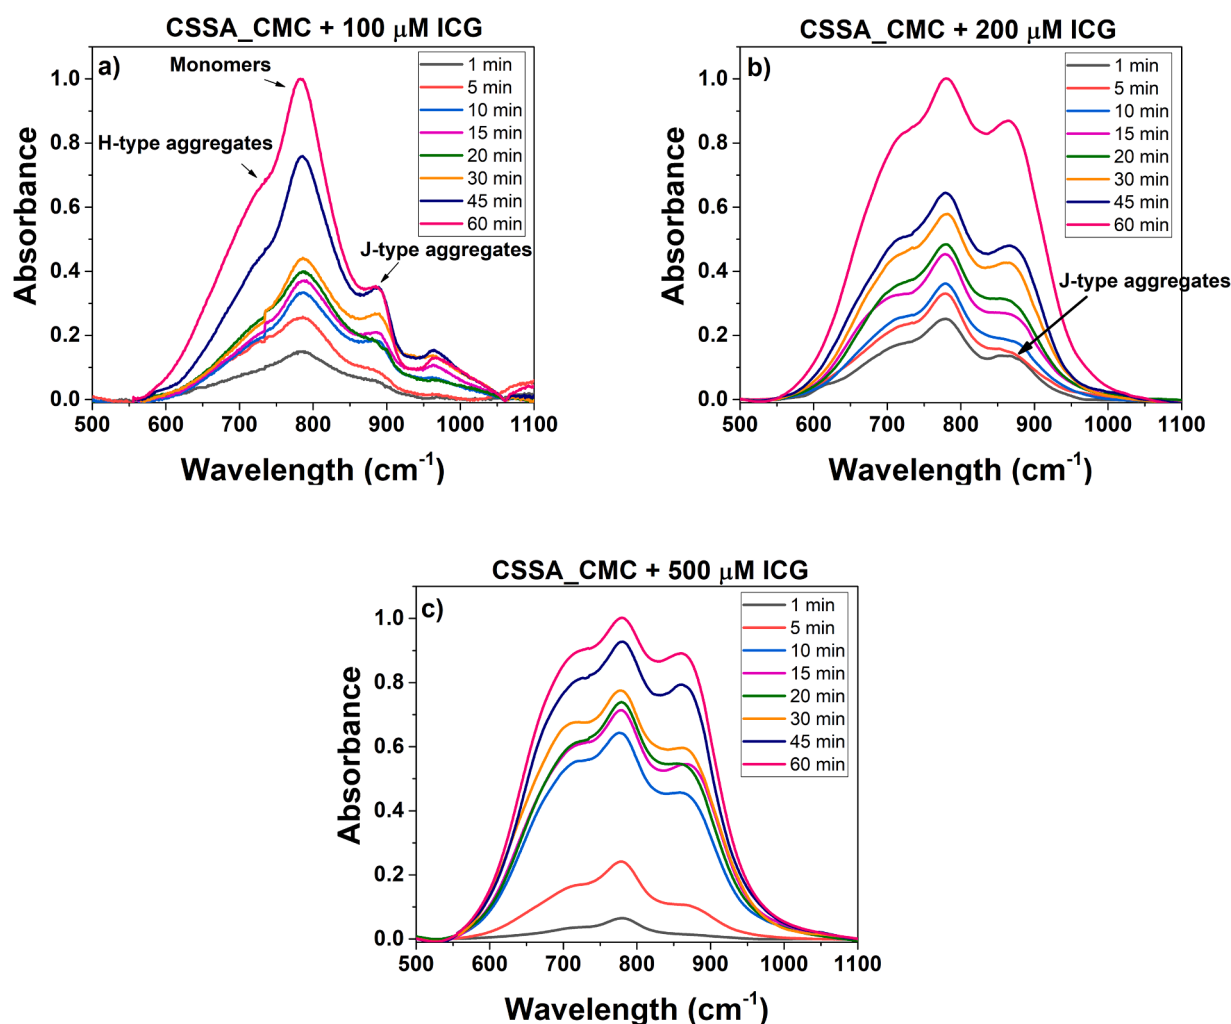 CSSA_CMC + 100 μM ICG
a)
Monomers
H-type aggregates
J-type aggregates
1 min
5 min
10 min
15 min
20 min
30 min
45 min
60 min
Absorbance
1.0
0.8
0.6
0.4
0.2
0.0
500 600 700 800 900 1000 1100
Wavelength (cm⁻¹)
CSSA_CMC + 200 μM ICG
b)
1 min
5 min
10 min
15 min
20 min
30 min
45 min
60 min
J-type aggregates
Absorbance
1.0
0.8
0.6
0.4
0.2
0.0
500 600 700 800 900 1000 1100
Wavelength (cm⁻¹)
CSSA_CMC + 500 μM ICG
c)
1 min
5 min
10 min
15 min
20 min
30 min
45 min
60 min
Absorbance
1.0
0.8
0.6
0.4
0.2
0.0
500 600 700 800 900 1000 1100
Wavelength (cm⁻¹)